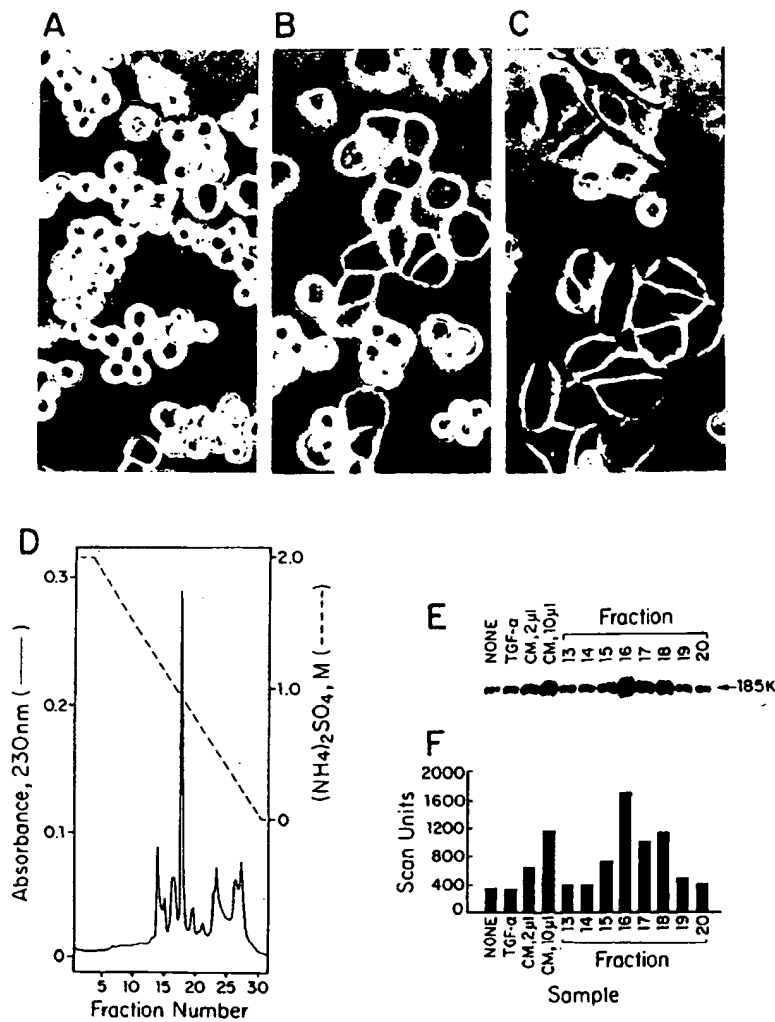 A
B
C
D
Absorbance, 230nm (——)
0.3
0.2
0.1
0
2.0
1.0
0
(NH4)2SO4, M (-----)
5 10 15 20 25 30
Fraction Number
E
NONE
TGF-α
CM, 2µl
CM, 10µl
Fraction
13 14 15 16 17 18 19 20
185K
F
Scan Units
2000
1600
1200
800
400
0
NONE
TGF-α
CM, 2µl
CM, 10µl
13 14 15 16 17 18 19 20
Fraction
Sample